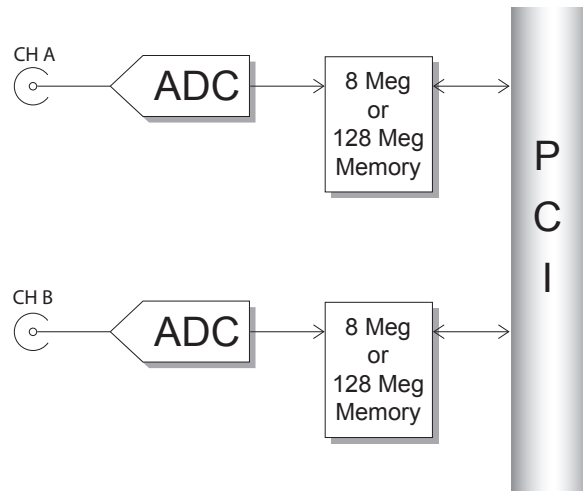 CH A
ADC
8 Meg
or
128 Meg
Memory
CH B
ADC
8 Meg
or
128 Meg
Memory
P
C
I